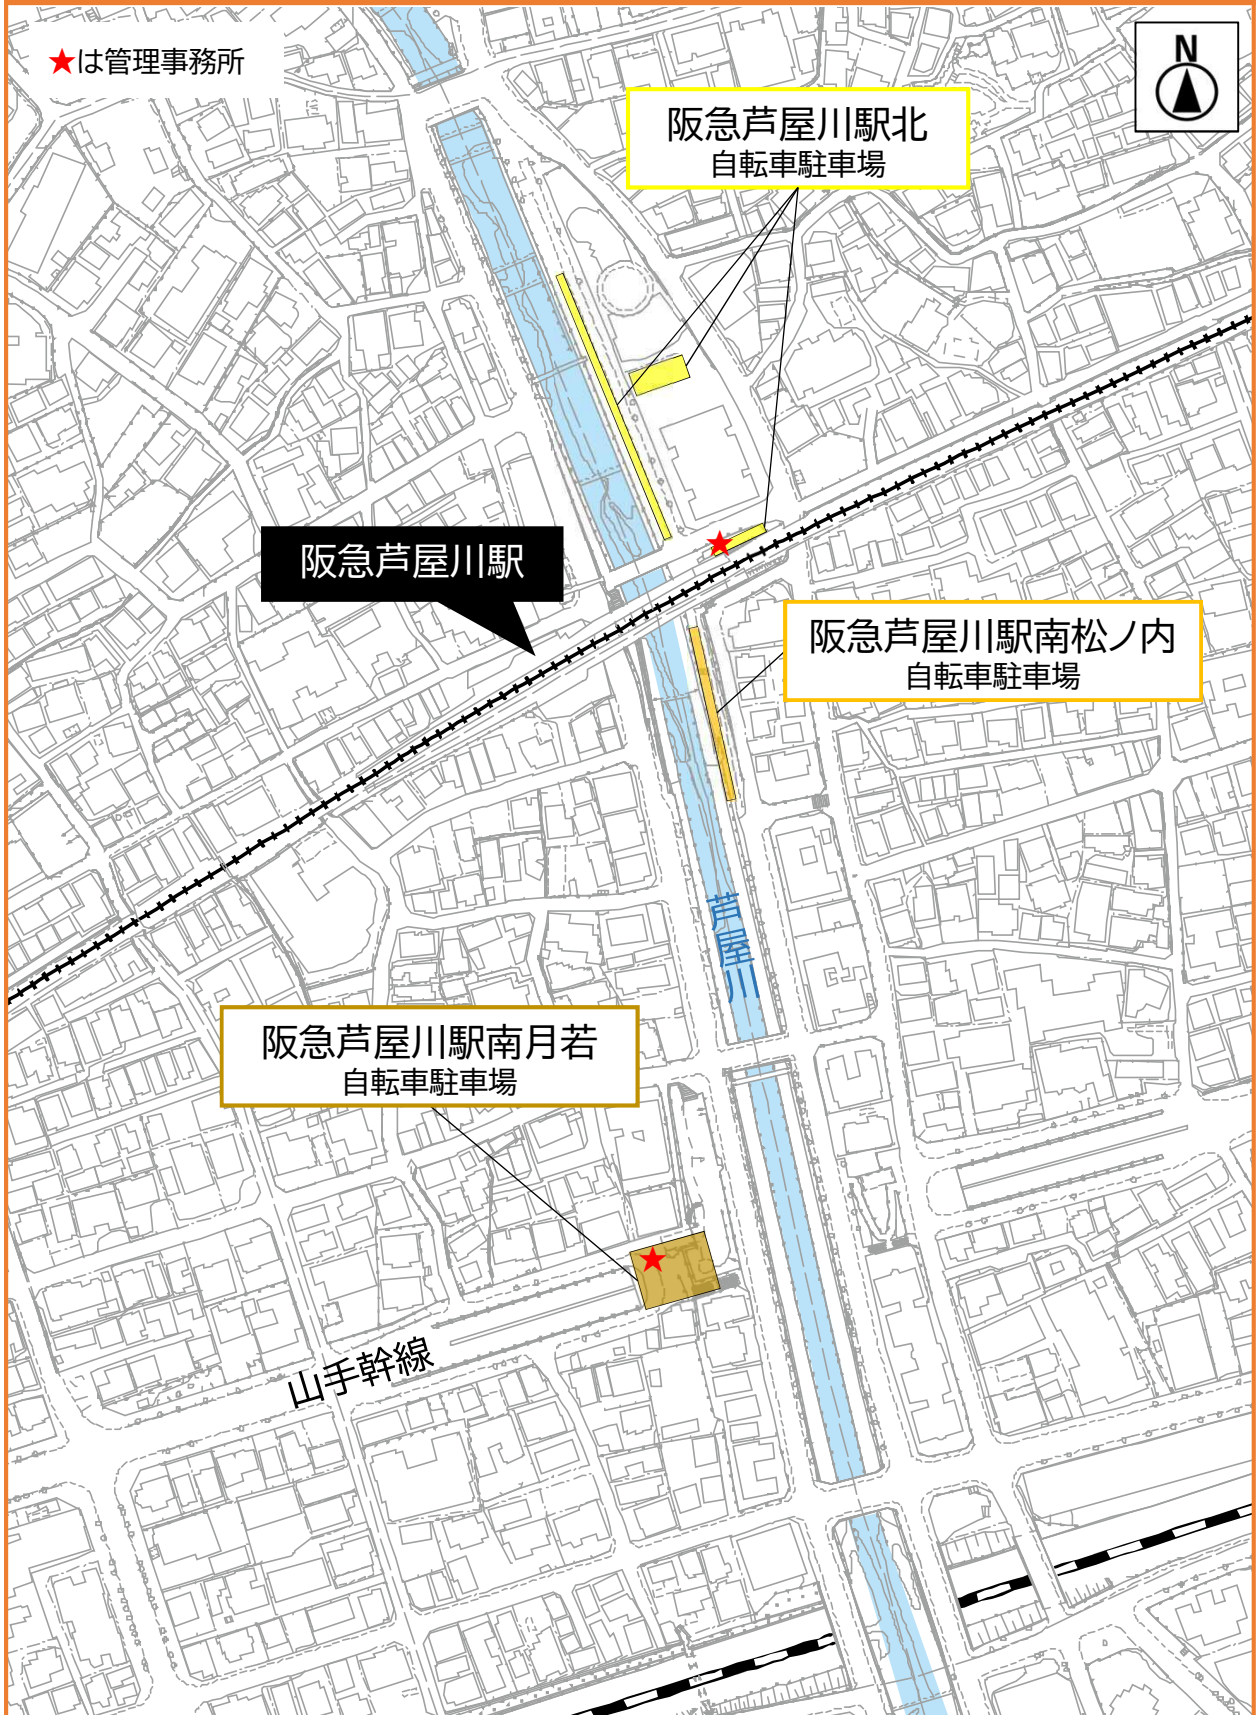 ★は管理事務所
N
阪急芦屋川駅北
自転車駐車場
阪急芦屋川駅
阪急芦屋川駅南松ノ内
自転車駐車場
芦屋川
阪急芦屋川駅南月若
自転車駐車場
山手幹線